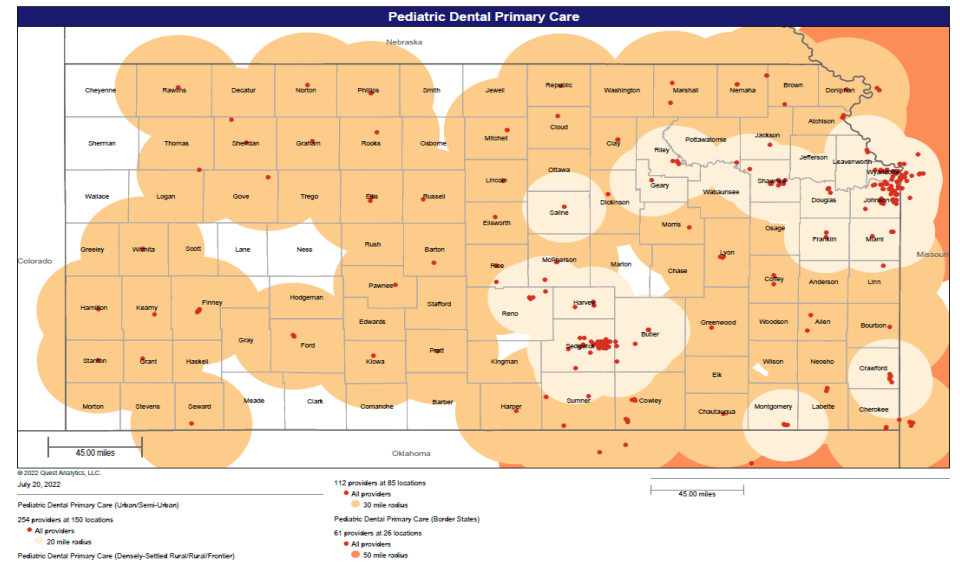 Pediatric Dental Primary Care
Nebraska
Cheyenne Rawlins Decatur Norton Phillips Smith Jewell Republic Washington Marshall Nemaha Brown Doniphan
Atchison
Sherman Thomas Sheridan Graham Rooks Osborne Mitchell Cloud Clay Riley Pottawatomie Jackson
Jefferson Leavenworth
Wallace Logan Gove Trego Ellis Russell Lincoln Ottawa Geary Wabaunsee Shawnee Wyandotte
Saline Dickinson Douglas Johnson
Ellsworth Morris Osage
Greeley Wichita Scott Lane Ness Rush Barton Lyon Franklin Miami
Colorado Missouri
Rice McPherson Marion Chase
Hamilton Kearny Finney Hodgeman Pawnee Stafford Coffey Anderson Linn
Reno Harvey
Gray Ford Edwards Butler Greenwood Woodson Allen Bourbon
Stanton Grant Haskell Kiowa Pratt Kingman Sedgwick Wilson Neosho
Elk Crawford
Morton Stevens Seward Meade Clark Comanche Barber Harper Sumner Cowley Chautauqua Montgomery Labette Cherokee
45.00 miles
Oklahoma
© 2022 Quest Analytics, LLC.
July 20, 2022
Pediatric Dental Primary Care (Urban/Semi-Urban)
254 providers at 150 locations
All providers
20 mile radius
Pediatric Dental Primary Care (Densely-Settled Rural/Rural/Frontier)
112 providers at 85 locations
All providers
30 mile radius
Pediatric Dental Primary Care (Border States)
61 providers at 26 locations
All providers
50 mile radius
45.00 miles